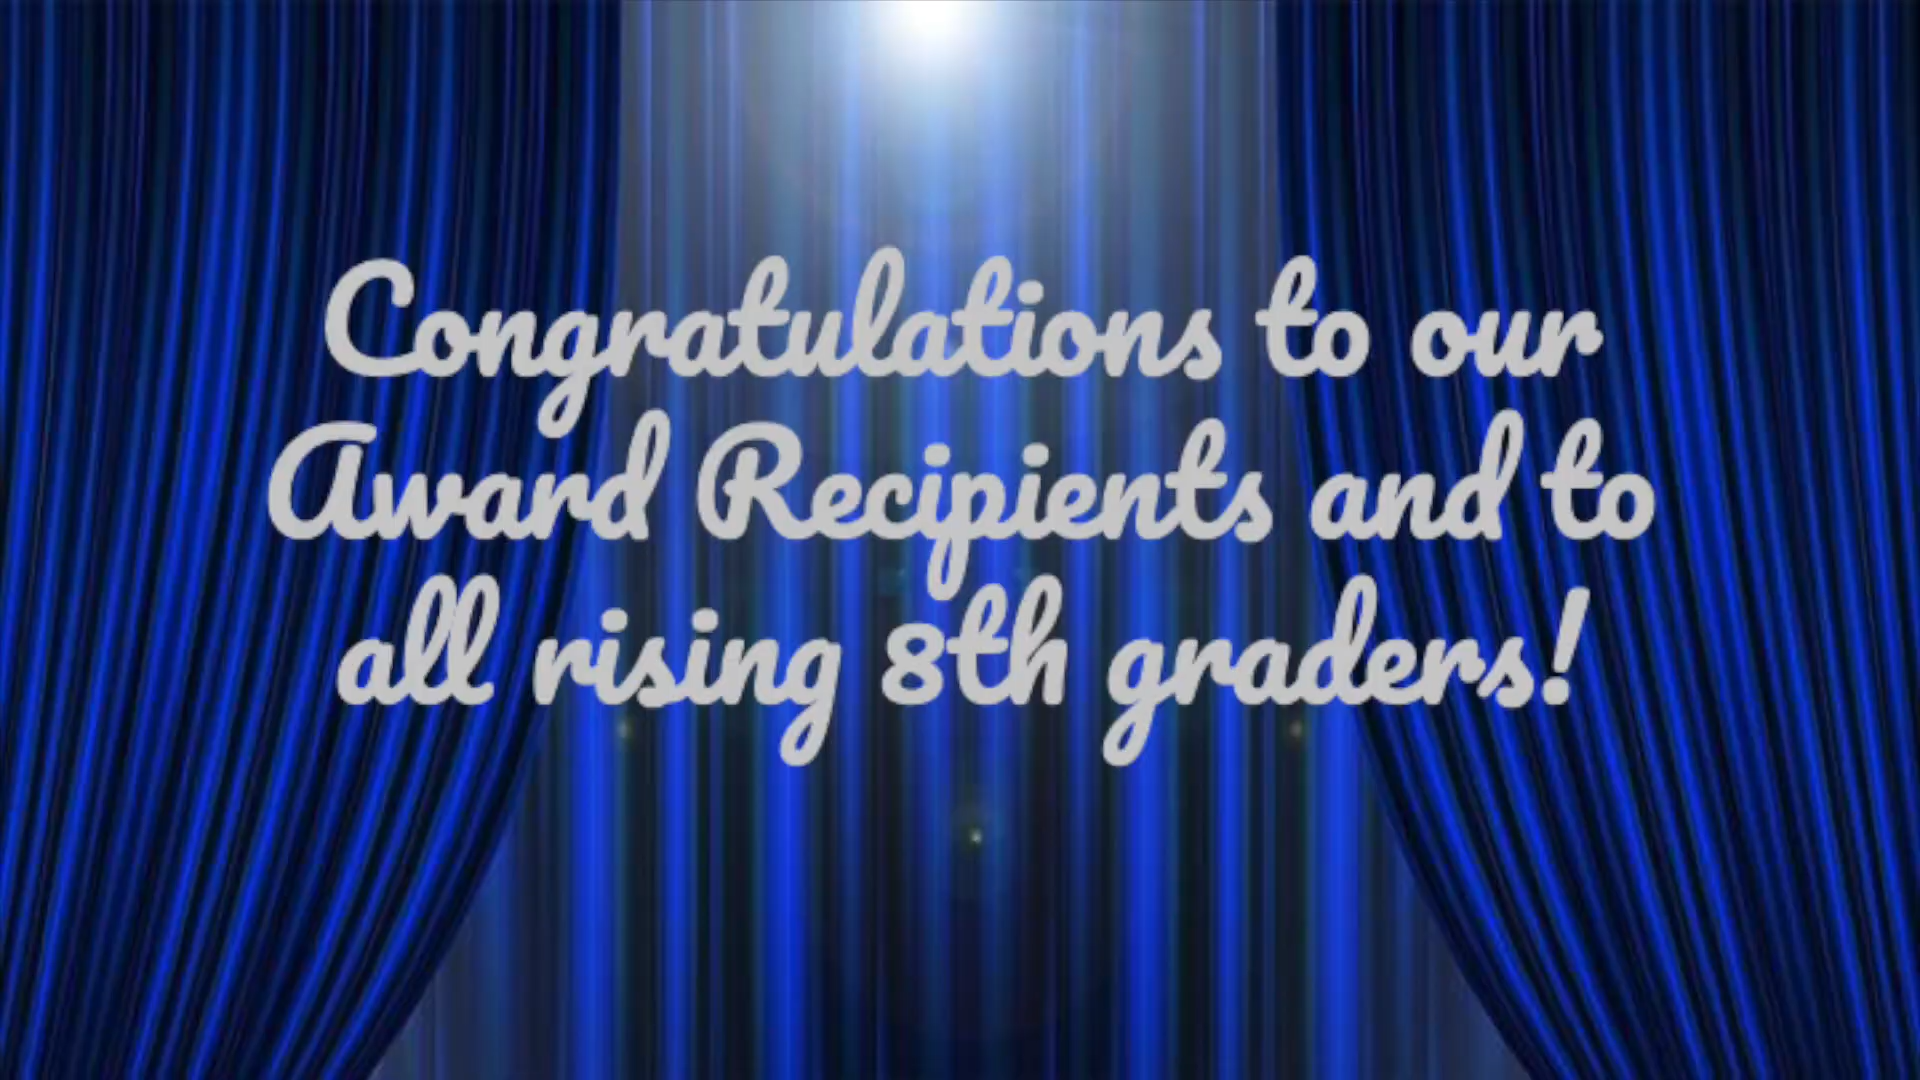 Congratulations to our
Award Recipients and to
all rising 8th graders!